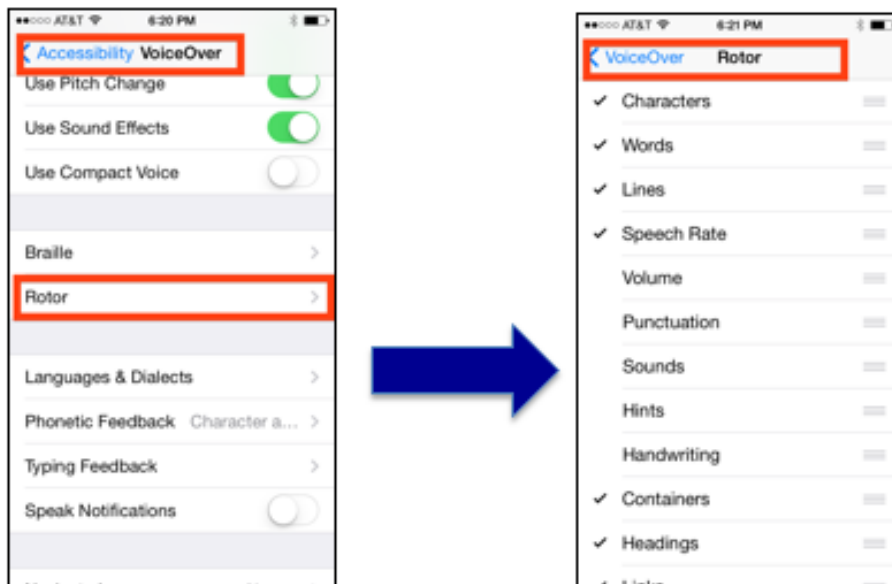 AT&T 6:20 PM
Accessibility VoiceOver
Use Pitch Change
Use Sound Effects
Use Compact Voice
Braille
Rotor
Languages & Dialects
Phonetic Feedback Character a...
Typing Feedback
Speak Notifications
AT&T 6:21 PM
VoiceOver Rotor
Characters
Words
Lines
Speech Rate
Volume
Punctuation
Sounds
Hints
Handwriting
Containers
Headings